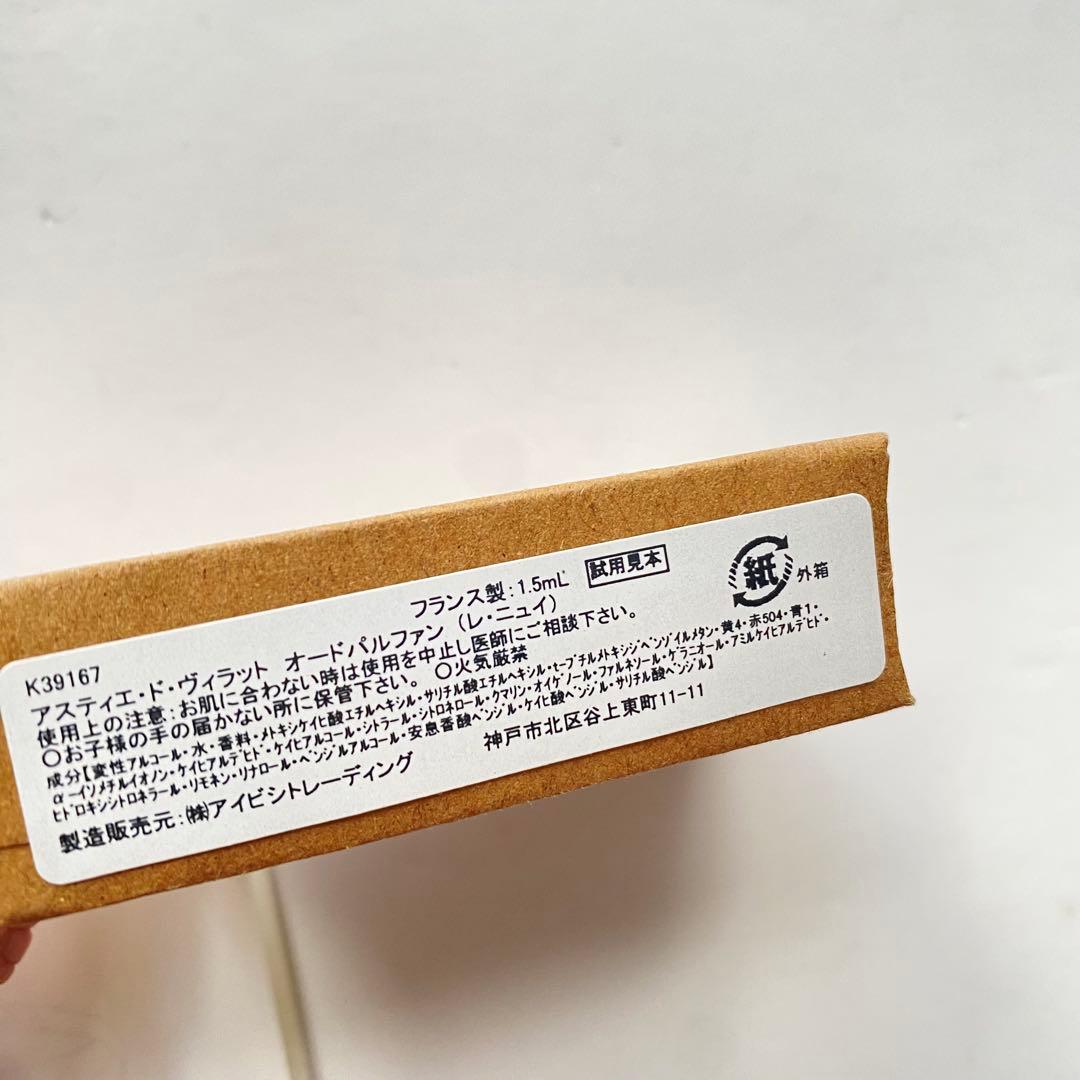 K39167
フランス製:1.5mL 試用見本
アスティエ・ド・ヴィラット オードパルファン (レ・ニュイ)
使用上の注意:お肌に合わない時は使用を中止し医師にご相談下さい。
○お子様の手の届かない所に保管下さい。 ○火気厳禁
成分【変性アルコール・水・香料・メトキシケイヒ酸エチルヘキシル・サリチル酸エチルヘキシル・t-ブチルメトキシジベンゾイルメタン・黄4・赤504・青1・
α-イソメチルイオノン・ケイヒアルデヒド・ケイヒアルコール・シトラール・シトロネロール・クマリン・オイゲノール・ファルネソール・ゲラニオール・アミルケイヒアルデヒド・
ヒドロキシシトロネラール・リモネン・リナロール・ベンジルアルコール・安息香酸ベンジル・ケイヒ酸ベンジル・サリチル酸ベンジル】
製造販売元:㈱アイビシトレーディング 神戸市北区谷上東町11-11
紙 外箱